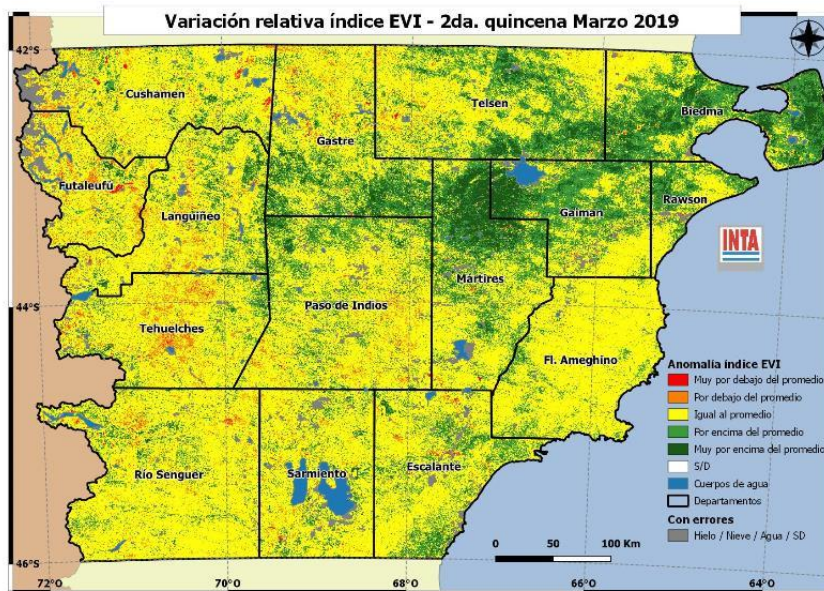 Variación relativa índice EVI - 2da. quincena Marzo 2019
42°S
Cushamen
Telsen
Biedma
Gastre
Futaleufú
Languiñeo
Gaiman
Rawson
INTA
Mártires
44°S
Paso de Indios
Tehuelches
Fl. Ameghino
Anomalía índice EVI
Muy por debajo del promedio
Por debajo del promedio
Igual al promedio
Por encima del promedio
Muy por encima del promedio
S/D
Cuerpos de agua
Departamentos
Con errores
Hielo / Nieve / Agua / SD
Río Senguer
Sarmiento
Escalante
0 50 100 Km
46°S
72°O 70°O 68°O 66°O 64°O